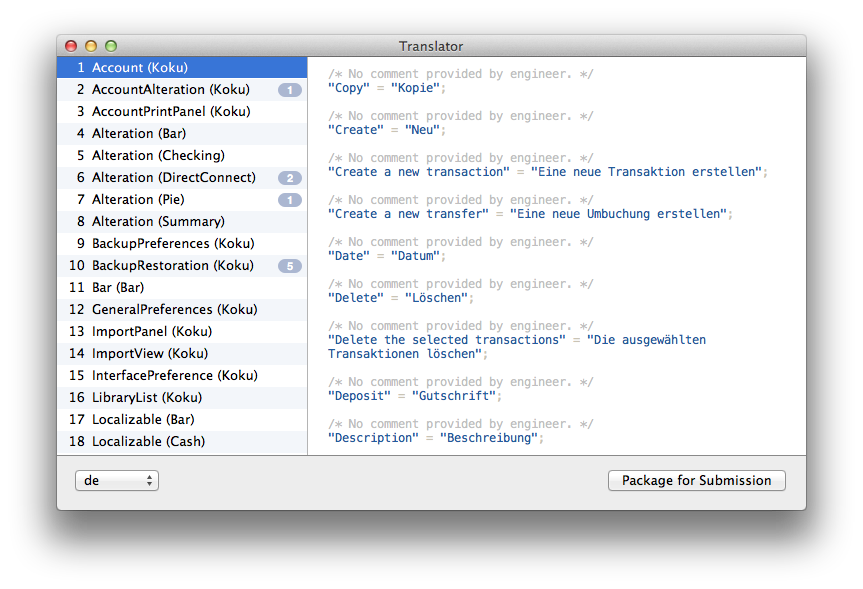 Translator
1 Account (Koku)
2 AccountAlteration (Koku) 1
3 AccountPrintPanel (Koku)
4 Alteration (Bar)
5 Alteration (Checking)
6 Alteration (DirectConnect) 2
7 Alteration (Pie) 1
8 Alteration (Summary)
9 BackupPreferences (Koku)
10 BackupRestoration (Koku) 5
11 Bar (Bar)
12 GeneralPreferences (Koku)
13 ImportPanel (Koku)
14 ImportView (Koku)
15 InterfacePreference (Koku)
16 LibraryList (Koku)
17 Localizable (Bar)
18 Localizable (Cash)
/* No comment provided by engineer. */
"Copy" = "Kopie";
/* No comment provided by engineer. */
"Create" = "Neu";
/* No comment provided by engineer. */
"Create a new transaction" = "Eine neue Transaktion erstellen";
/* No comment provided by engineer. */
"Create a new transfer" = "Eine neue Umbuchung erstellen";
/* No comment provided by engineer. */
"Date" = "Datum";
/* No comment provided by engineer. */
"Delete" = "Löschen";
/* No comment provided by engineer. */
"Delete the selected transactions" = "Die ausgewählten
Transaktionen löschen";
/* No comment provided by engineer. */
"Deposit" = "Gutschrift";
/* No comment provided by engineer. */
"Description" = "Beschreibung";
de
Package for Submission